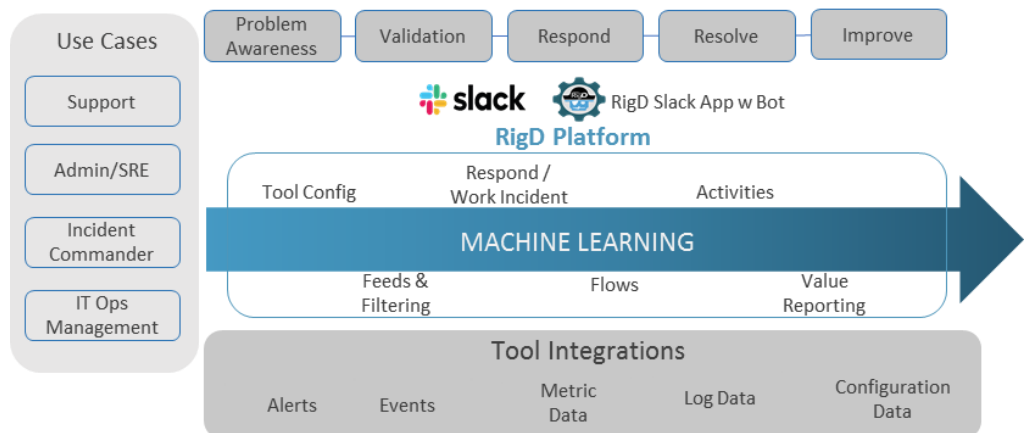 Use Cases
Support
Admin/SRE
Incident
Commander
IT Ops
Management
Problem
Awareness
Validation
Respond
Resolve
Improve
slack
RigD Slack App w Bot
RigD Platform
Tool Config
Respond /
Work Incident
Activities
MACHINE LEARNING
Feeds &
Filtering
Flows
Value
Reporting
Tool Integrations
Alerts
Events
Metric
Data
Log Data
Configuration
Data